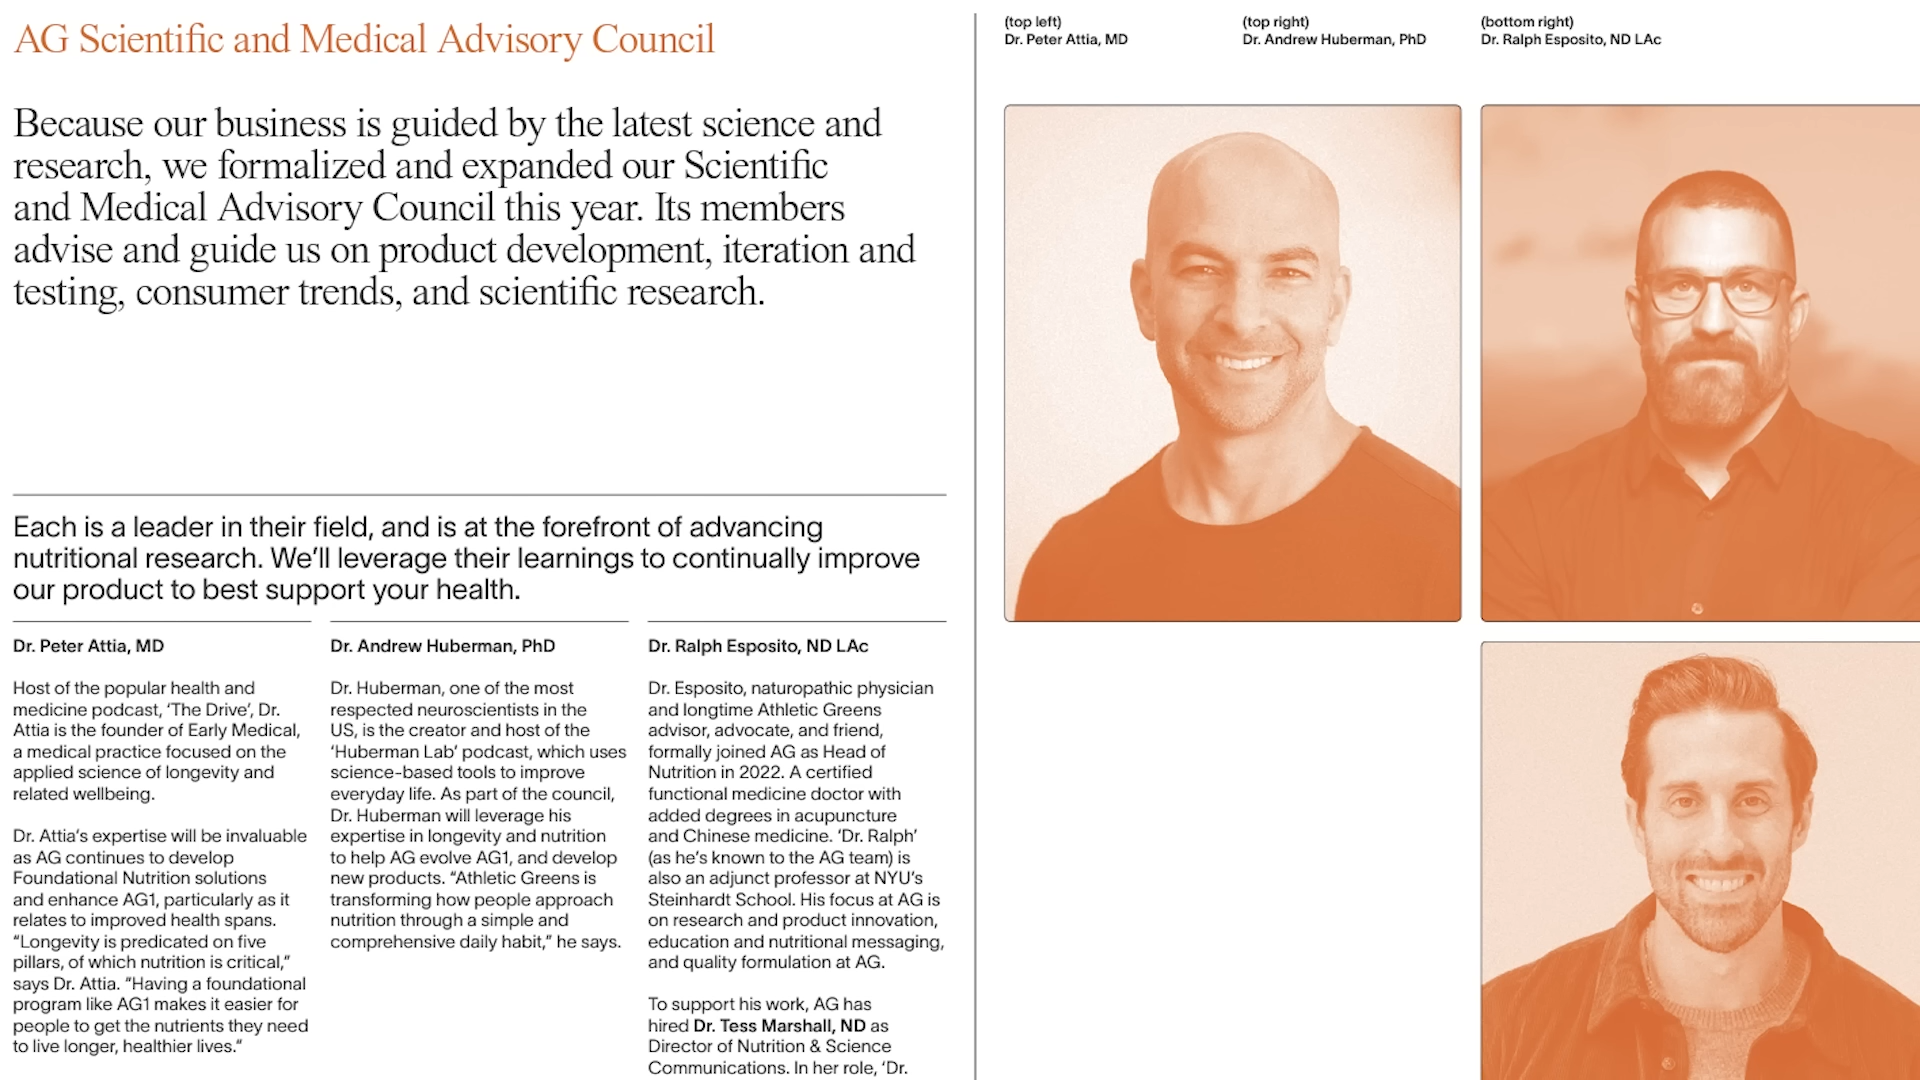 AG Scientific and Medical Advisory Council
Because our business is guided by the latest science and
research, we formalized and expanded our Scientific
and Medical Advisory Council this year. Its members
advise and guide us on product development, iteration and
testing, consumer trends, and scientific research.
Each is a leader in their field, and is at the forefront of advancing
nutritional research. We’ll leverage their learnings to continually improve
our product to best support your health.
Dr. Peter Attia, MD
Host of the popular health and
medicine podcast, ‘The Drive’, Dr.
Attia is the founder of Early Medical,
a medical practice focused on the
applied science of longevity and
related wellbeing.
Dr. Attia’s expertise will be invaluable
as AG continues to develop
Foundational Nutrition solutions
and enhance AG1, particularly as it
relates to improved health spans.
“Longevity is predicated on five
pillars, of which nutrition is critical,”
says Dr. Attia. “Having a foundational
program like AG1 makes it easier for
people to get the nutrients they need
to live longer, healthier lives.“
Dr. Andrew Huberman, PhD
Dr. Huberman, one of the most
respected neuroscientists in the
US, is the creator and host of the
‘Huberman Lab’ podcast, which uses
science-based tools to improve
everyday life. As part of the council,
Dr. Huberman will leverage his
expertise in longevity and nutrition
to help AG evolve AG1, and develop
new products. “Athletic Greens is
transforming how people approach
nutrition through a simple and
comprehensive daily habit,” he says.
Dr. Ralph Esposito, ND LAc
Dr. Esposito, naturopathic physician
and longtime Athletic Greens
advisor, advocate, and friend,
formally joined AG as Head of
Nutrition in 2022. A certified
functional medicine doctor with
added degrees in acupuncture
and Chinese medicine. ‘Dr. Ralph’
(as he’s known to the AG team) is
also an adjunct professor at NYU’s
Steinhardt School. His focus at AG is
on research and product innovation,
education and nutritional messaging,
and quality formulation at AG.
To support his work, AG has
hired Dr. Tess Marshall, ND as
Director of Nutrition & Science
Communications. In her role, ‘Dr.
(top left)
Dr. Peter Attia, MD
(top right)
Dr. Andrew Huberman, PhD
(bottom right)
Dr. Ralph Esposito, ND LAc